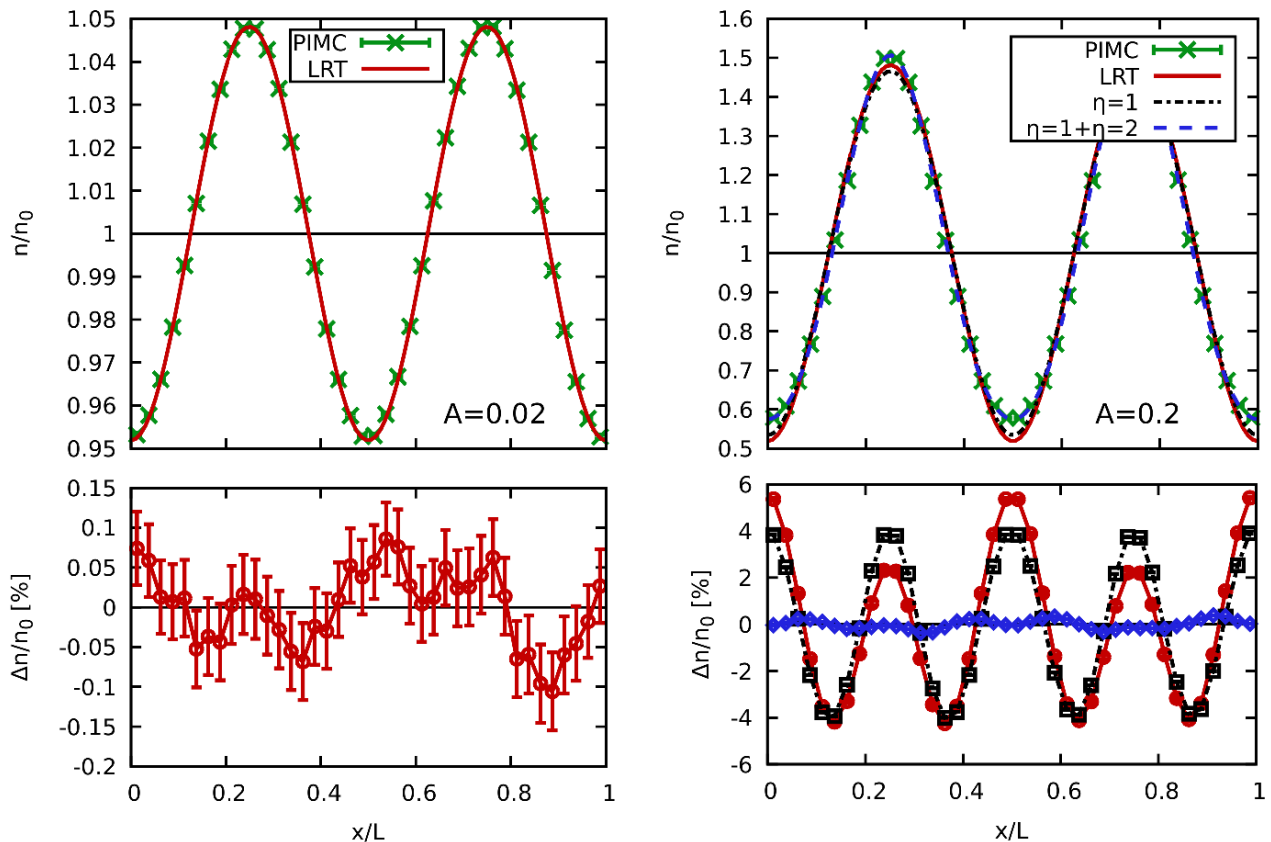 1.05
1.04
1.03
1.02
1.01
1
0.99
0.98
0.97
0.96
0.95
n/n0
PIMC
LRT
A=0.02
1.6
1.5
1.4
1.3
1.2
1.1
1
0.9
0.8
0.7
0.6
0.5
n/n0
PIMC
LRT
η=1
η=1+η=2
A=0.2
0.15
0.1
0.05
0
-0.05
-0.1
-0.15
-0.2
Δn/n0 [%]
0 0.2 0.4 0.6 0.8 1
x/L
6
4
2
0
-2
-4
-6
Δn/n0 [%]
0 0.2 0.4 0.6 0.8 1
x/L